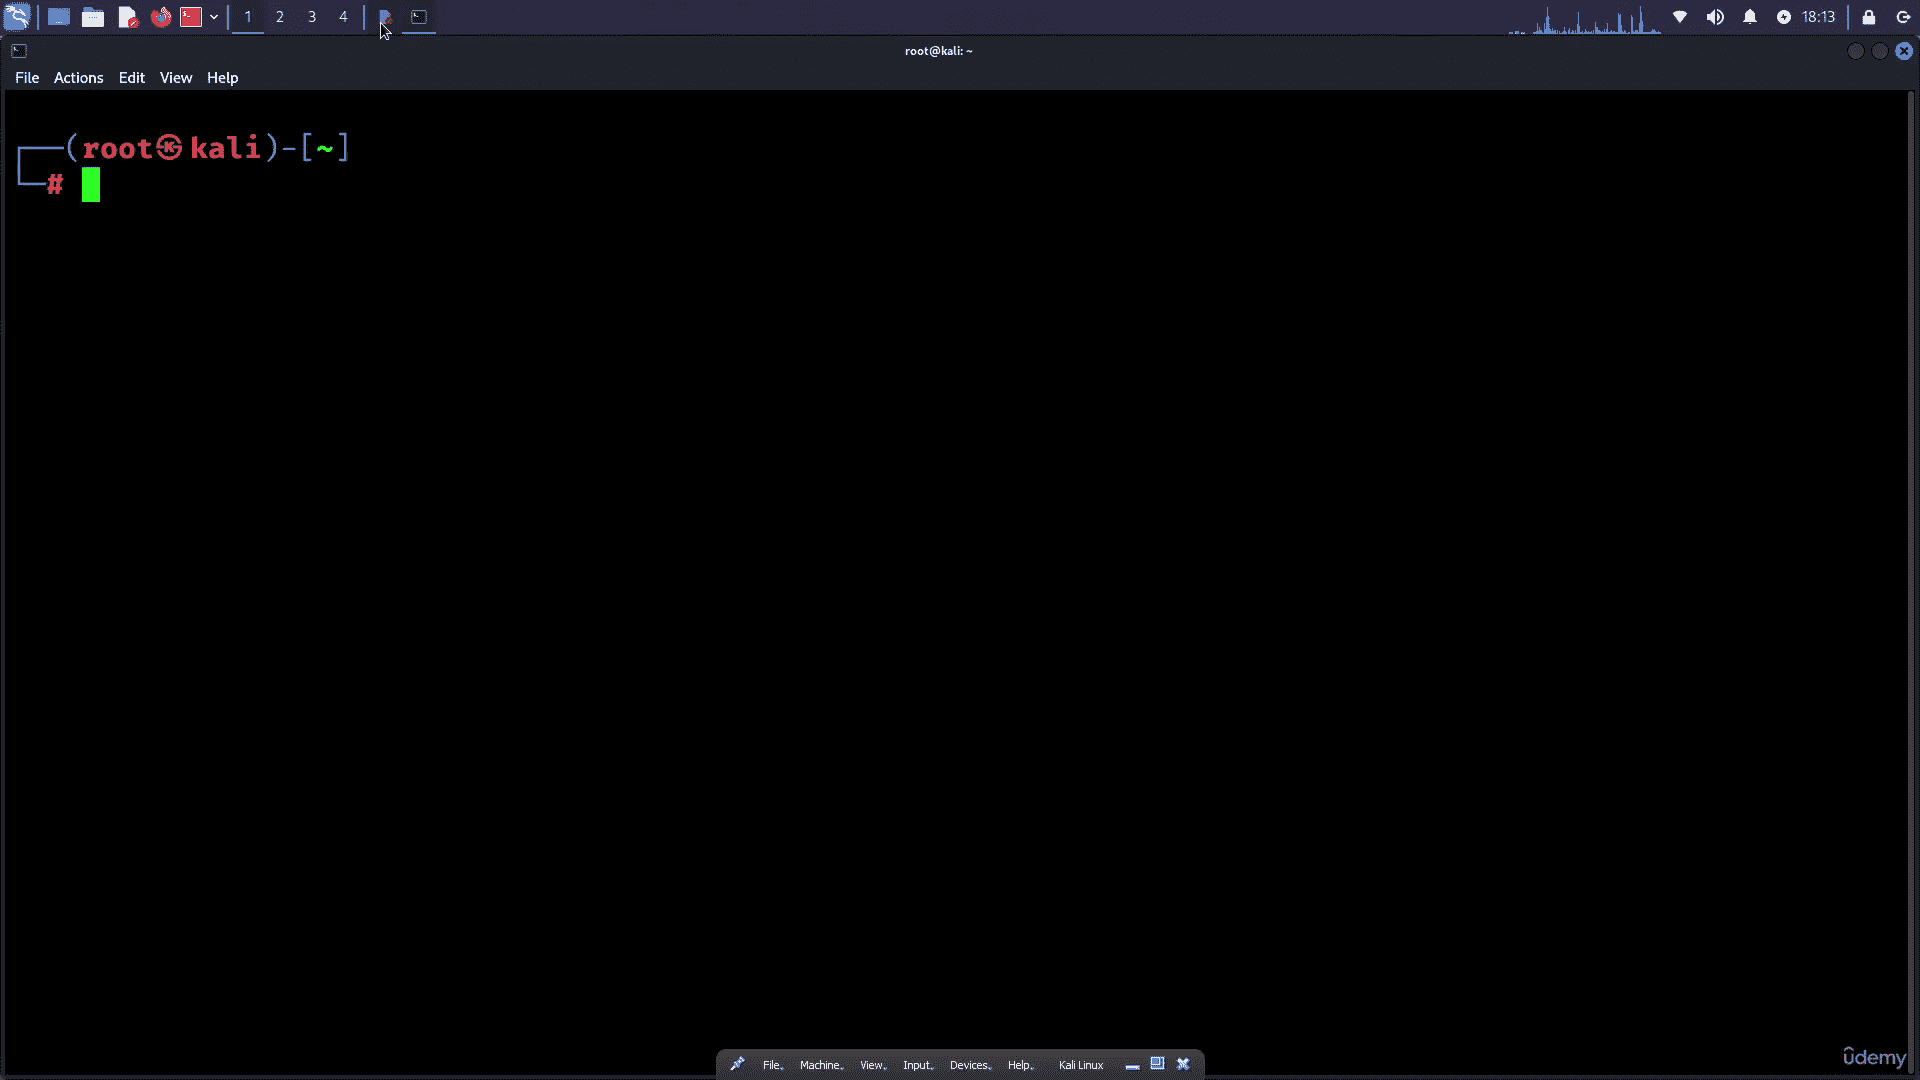 1 2 3 4 18:13
root@kali: ~
File Actions Edit View Help
(root㉿kali)-[~]
#
File Machine View Input Devices Help Kali Linux
ûdemy